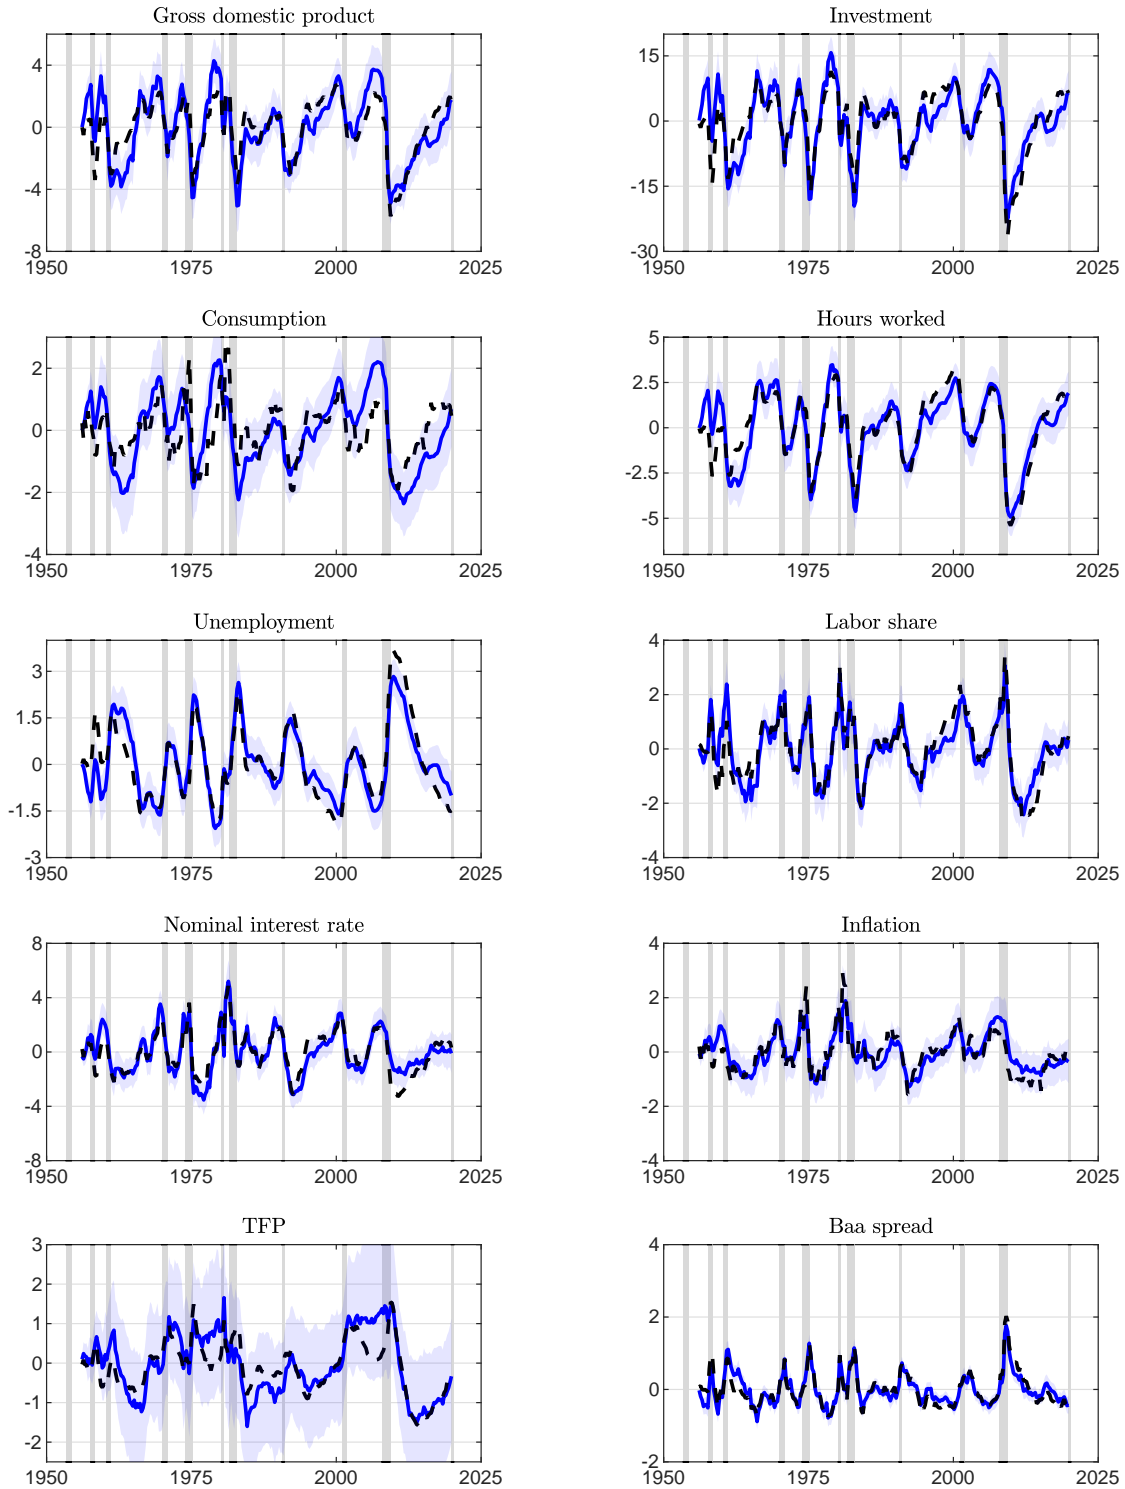 Gross domestic product
4
0
-4
-8
1950 1975 2000 2025
Investment
15
0
-15
-30
1950 1975 2000 2025
Consumption
2
0
-2
-4
1950 1975 2000 2025
Hours worked
5
2.5
0
-2.5
-5
1950 1975 2000 2025
Unemployment
3
1.5
0
-1.5
-3
1950 1975 2000 2025
Labor share
4
2
0
-2
-4
1950 1975 2000 2025
Nominal interest rate
8
4
0
-4
-8
1950 1975 2000 2025
Inflation
4
2
0
-2
-4
1950 1975 2000 2025
TFP
3
2
1
0
-1
-2
1950 1975 2000 2025
Baa spread
4
2
0
-2
1950 1975 2000 2025